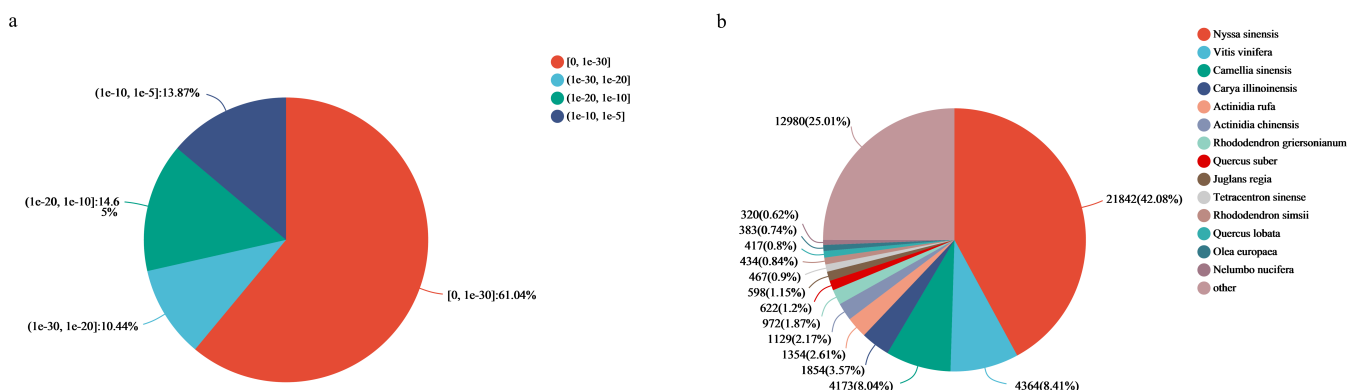 a
[0, 1e-30]
(1e-30, 1e-20]
(1e-20, 1e-10]
(1e-10, 1e-5]
(1e-10, 1e-5]:13.87%
(1e-20, 1e-10]:14.6
5%
(1e-30, 1e-20]:10.44%
[0, 1e-30]:61.04%
b
Nyssa sinensis
Vitis vinifera
Camellia sinensis
Carya illinoinensis
Actinidia rufa
Actinidia chinensis
Rhododendron griersonianum
Quercus suber
Juglans regia
Tetracentron sinense
Rhododendron simsii
Quercus lobata
Olea europaea
Nelumbo nucifera
other
12980(25.01%)
21842(42.08%)
320(0.62%)
383(0.74%)
417(0.8%)
434(0.84%)
467(0.9%)
598(1.15%)
622(1.2%)
972(1.87%)
1129(2.17%)
1354(2.61%)
1854(3.57%)
4173(8.04%)
4364(8.41%)